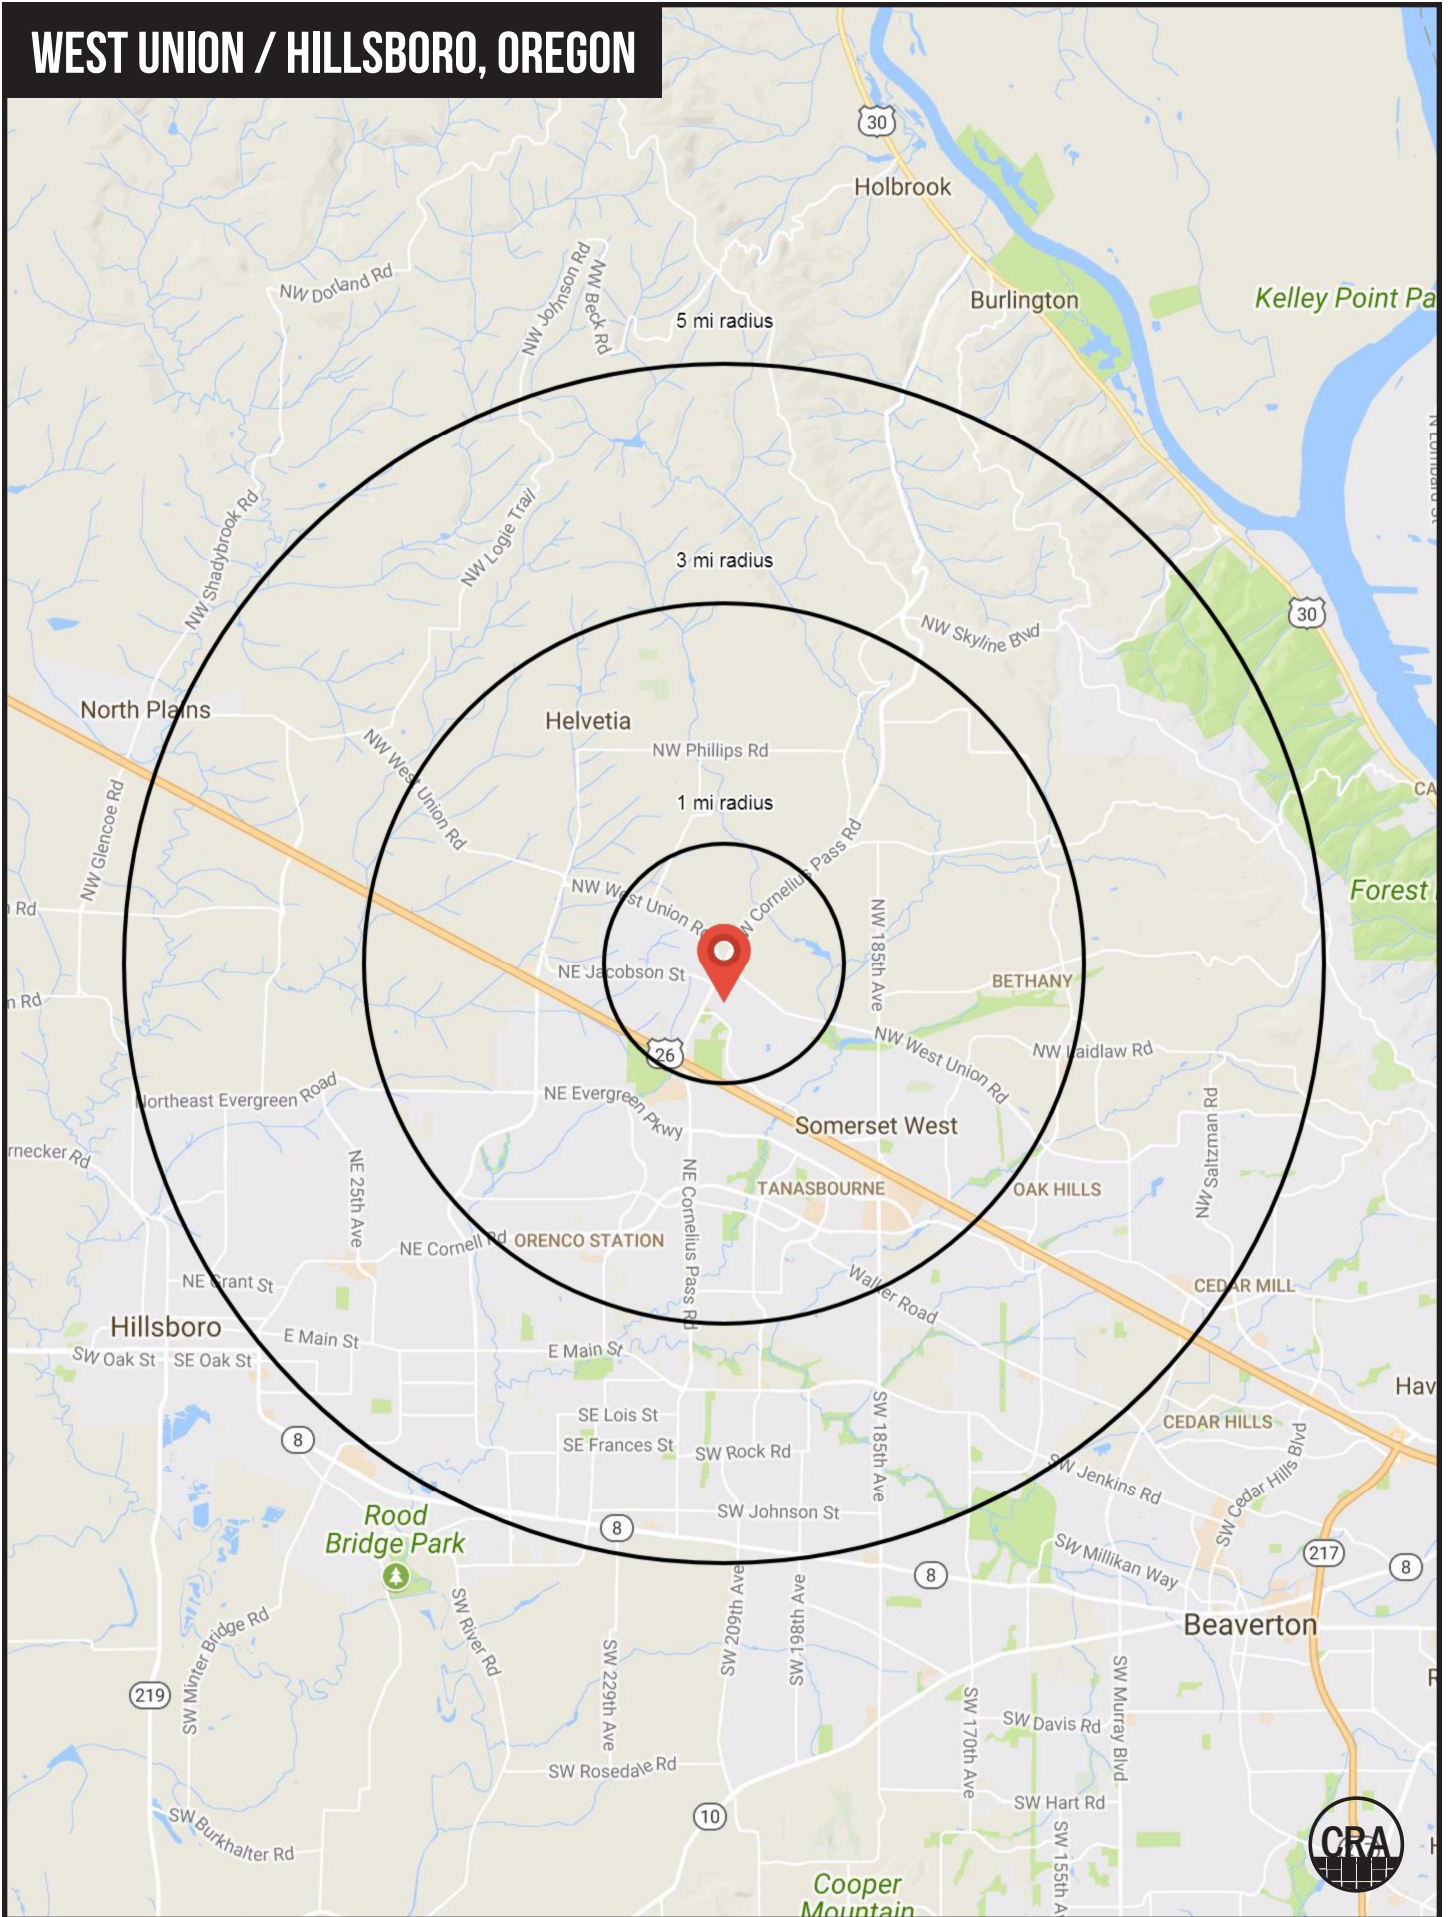 WEST UNION / HILLSBORO, OREGON
30
Holbrook
NW Dorland Rd
NW Johnson Rd
NW Beck Rd
Burlington
Kelley Point Pa
5 mi radius
N Lombard St
NW Shadybrook Rd
NW Logie Trail
3 mi radius
30
NW Skyline Blvd
North Plains
Helvetia
NW West Union Rd
NW Phillips Rd
NW Glencoe Rd
1 mi radius
CA
NW Cornelius Pass Rd
NW West Union Rd
Forest
n Rd
NW 185th Ave
NE Jacobson St
BETHANY
n Rd
26
NW West Union Rd
NW Laidlaw Rd
Northeast Evergreen Road
NE Evergreen Pkwy
Somerset West
NW Saltzman Rd
rnecker Rd
NE 25th Ave
NE Cornelius Pass Rd
TANASBOURNE
OAK HILLS
NE Cornell Rd
ORENCO STATION
NE Grant St
Walker Road
CEDAR MILL
Hillsboro
E Main St
E Main St
SW Oak St
SE Oak St
Hav
SE Lois St
SW 185th Ave
CEDAR HILLS
8
SE Frances St
SW Rock Rd
SW Jenkins Rd
SW Cedar Hills Blvd
Rood
Bridge Park
8
SW Johnson St
SW Millikan Way
217
8
8
SW River Rd
SW 209th Ave
SW 198th Ave
Beaverton
SW Minter Bridge Rd
SW 229th Ave
219
SW 170th Ave
SW Davis Rd
SW Murray Blvd
R
SW Rosedale Rd
SW Hart Rd
10
SW Burkhalter Rd
SW 155th A
CRA
H
Cooper
Mountain